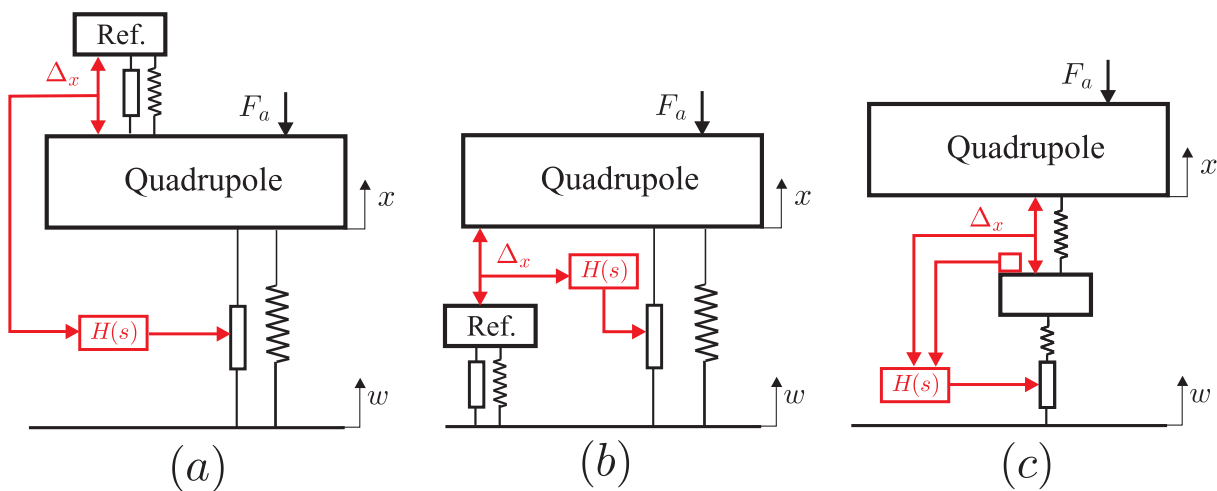 Ref.
Δx
Fa
Quadrupole
x
H(s)
w
(a)
Fa
Quadrupole
x
Δx
H(s)
Ref.
w
(b)
Fa
Quadrupole
x
Δx
H(s)
w
(c)